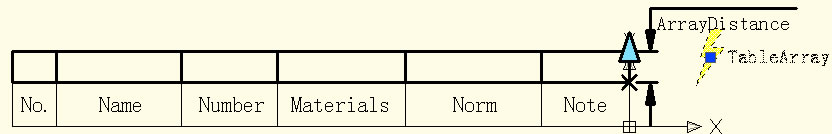 ArrayDistance
TableArray
No. Name Number Materials Norm Note
X